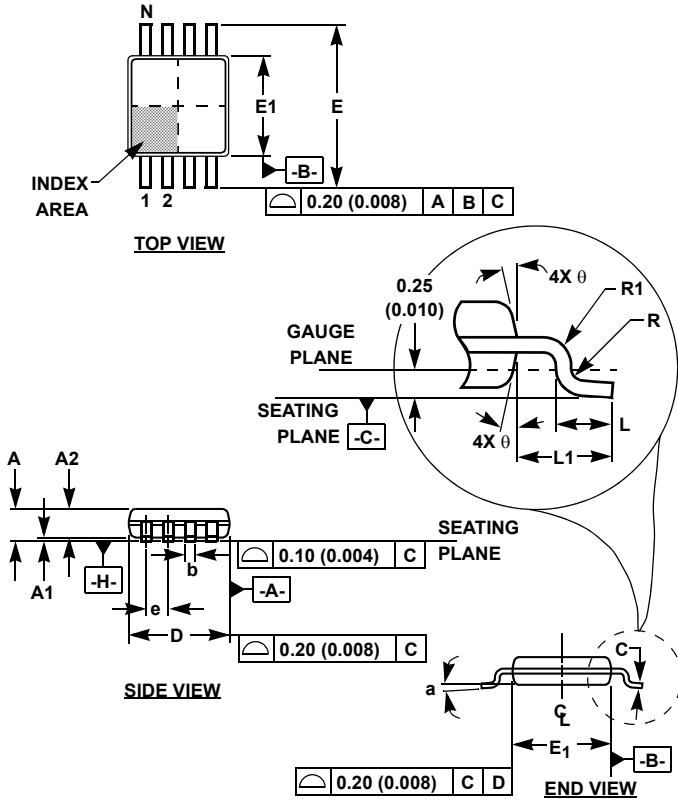 N
E1
E
-B-
INDEX
AREA
1 2
0.20 (0.008) A B C
TOP VIEW
0.25
(0.010)
4X θ
R1
R
GAUGE
PLANE
SEATING
PLANE -C-
4X θ
L
L1
A A2
SEATING
PLANE
A1
-H-
b
0.10 (0.004) C
-A-
e
D
0.20 (0.008) C
SIDE VIEW
C
a
CL
E1
-B-
0.20 (0.008) C D
END VIEW